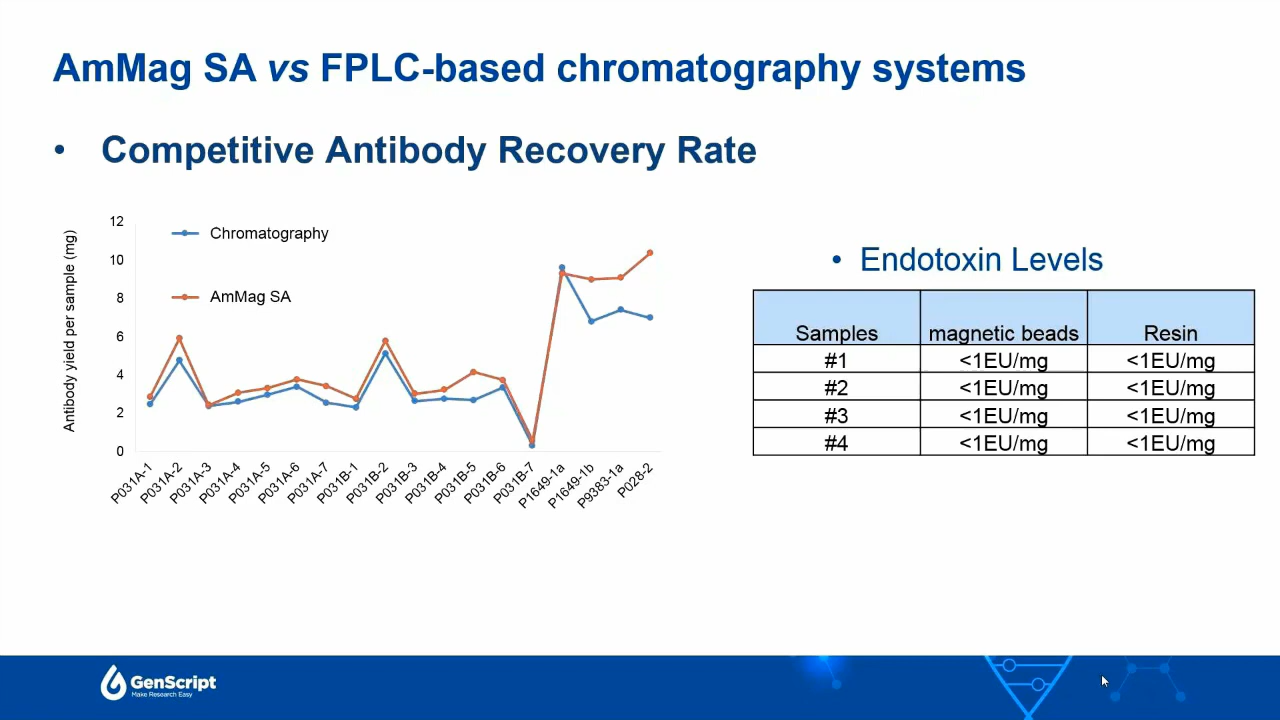 AmMag SA vs FPLC-based chromatography systems
• Competitive Antibody Recovery Rate
Antibody yield per sample (mg)
12
10
8
6
4
2
0
Chromatography
AmMag SA
P031A-1
P031A-2
P031A-3
P031A-4
P031A-5
P031A-6
P031A-7
P031B-1
P031B-2
P031B-3
P031B-4
P031B-5
P031B-6
P031B-7
P1649-1a
P1649-1b
P9383-1a
P028-2
• Endotoxin Levels
Samples magnetic beads Resin
#1 <1EU/mg <1EU/mg
#2 <1EU/mg <1EU/mg
#3 <1EU/mg <1EU/mg
#4 <1EU/mg <1EU/mg
GenScript
Make Research Easy